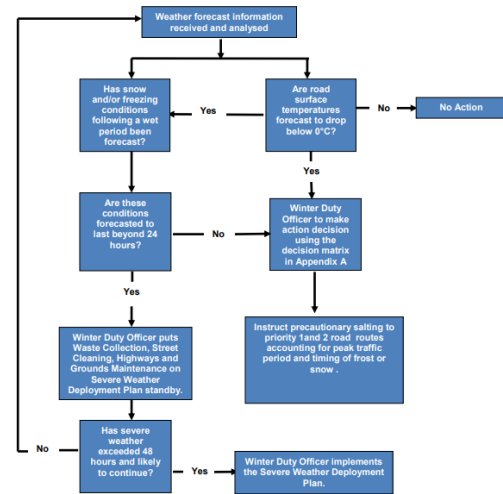 Weather forecast information
received and analysed
Has snow
and/or freezing
conditions
following a wet
period been
forecast?
Yes
Are road
surface
temperatures
forecast to drop
below 0°C?
No
No Action
Yes
Are these
conditions
forecasted to
last beyond 24
hours?
No
Winter Duty
Officer to make
action decision
using the
decision matrix
in Appendix A
Yes
Winter Duty Officer puts
Waste Collection, Street
Cleaning, Highways and
Grounds Maintenance on
Severe Weather
Deployment Plan standby.
Instruct precautionary salting to
priority 1and 2 road routes
accounting for peak traffic
period and timing of frost or
snow .
No
Has severe
weather
exceeded 48
hours and likely
to continue?
Yes
Winter Duty Officer implements
the Severe Weather Deployment
Plan.